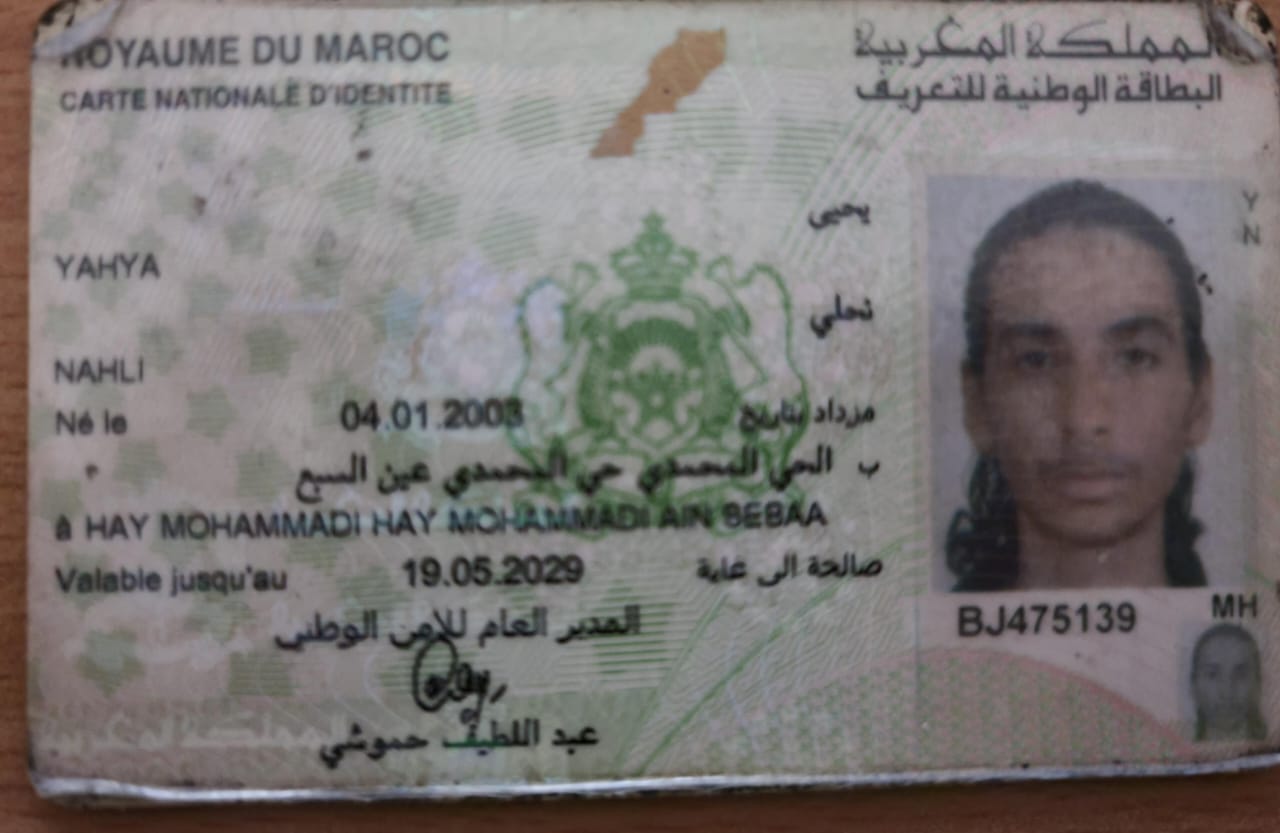 ROYAUME DU MAROC
المملكة المغربية
CARTE NATIONALE D'IDENTITE
البطاقة الوطنية للتعريف
يحيى
YAHYA
نحلي
NAHLI
Né le 04.01.2003 مزداد بتاريخ
ب الحي المحمدي حي المحمدي عين السبع
à HAY MOHAMMADI HAY MOHAMMADI AIN SEBAA
Valable jusqu'au 19.05.2029 صالحة الى غاية
المدير العام للأمن الوطني
عبد اللطيف حموشي
Y
N
BJ475139
MH
المملكة المغربية